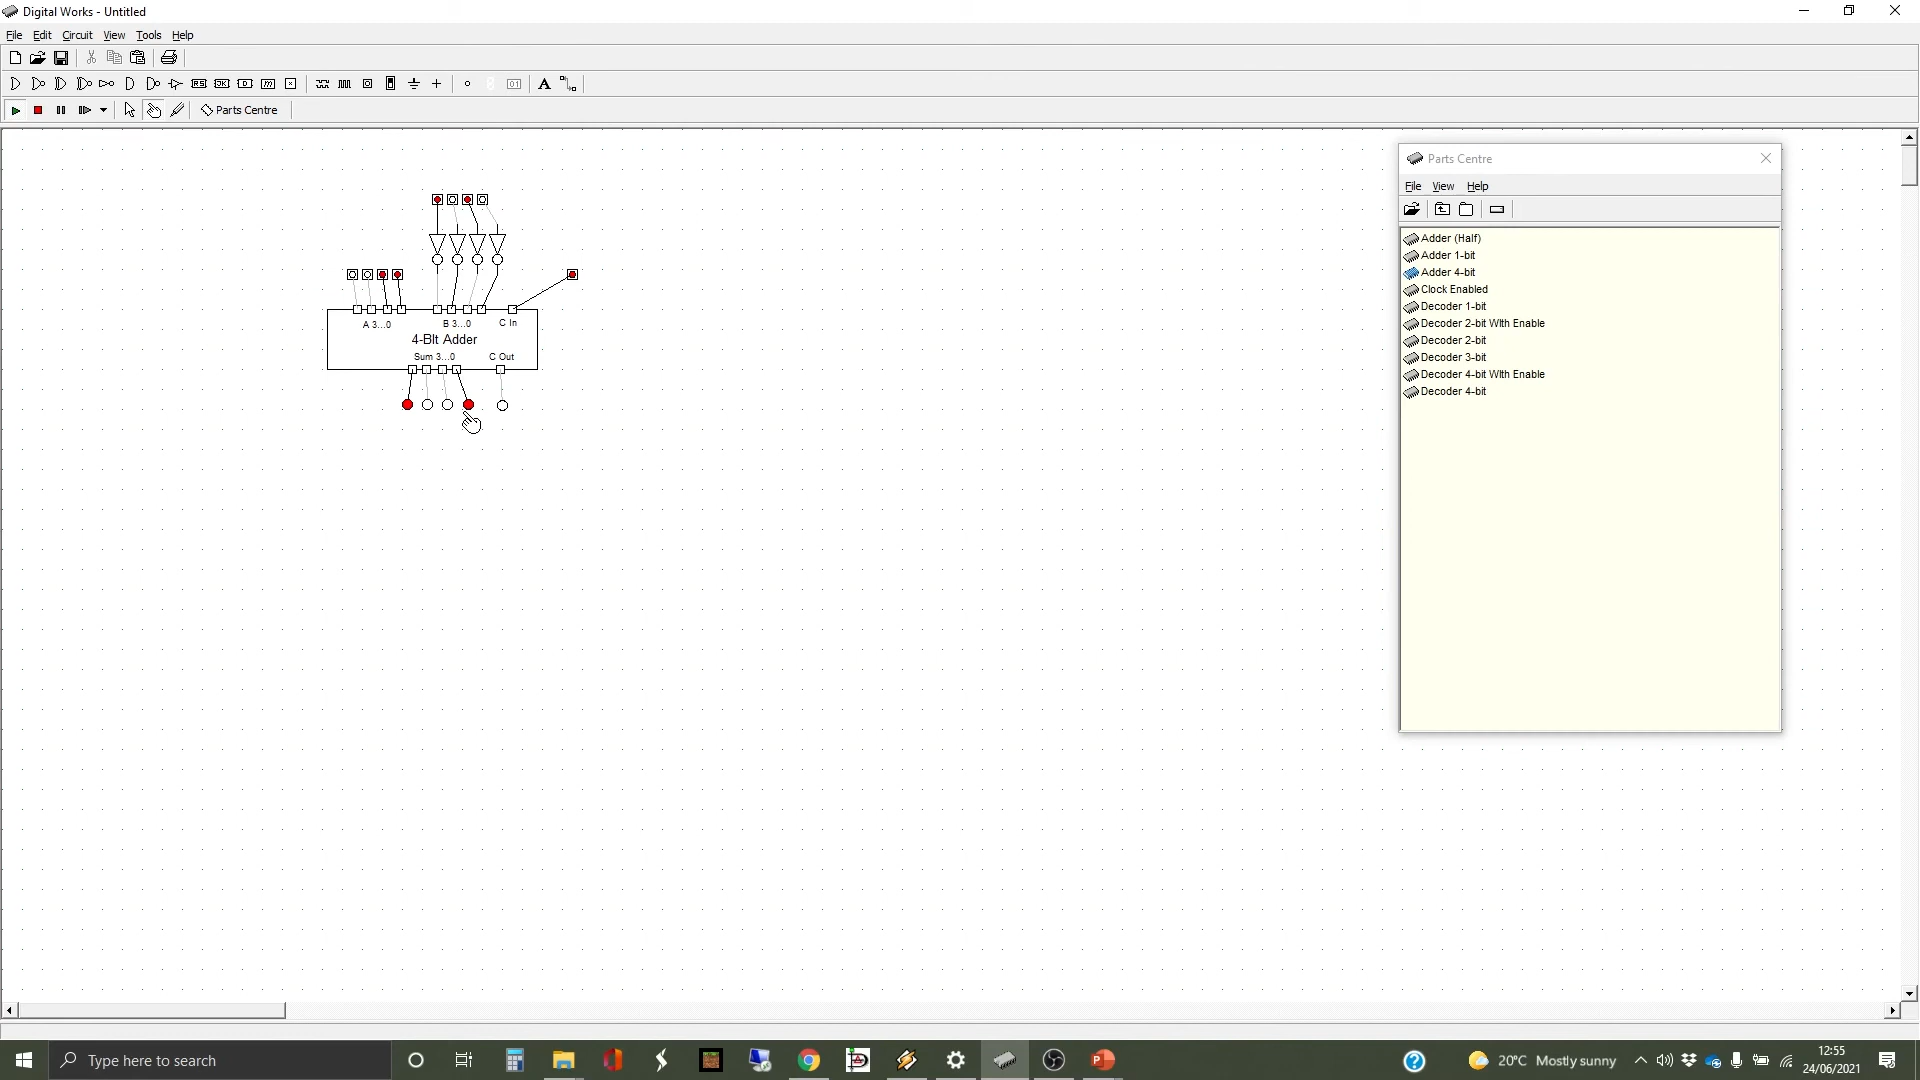 Digital Works - Untitled
File Edit Circuit View Tools Help
RS JK D m 01 A
Parts Centre
Parts Centre
File View Help
Adder (Half)
Adder 1-bit
Adder 4-bit
Clock Enabled
Decoder 1-bit
Decoder 2-bit WIth Enable
Decoder 2-bit
Decoder 3-bit
Decoder 4-bit WIth Enable
Decoder 4-bit
A 3...0 B 3...0 C In
4-BIt Adder
Sum 3...0 C Out
Type here to search
20°C Mostly sunny
12:55
24/06/2021